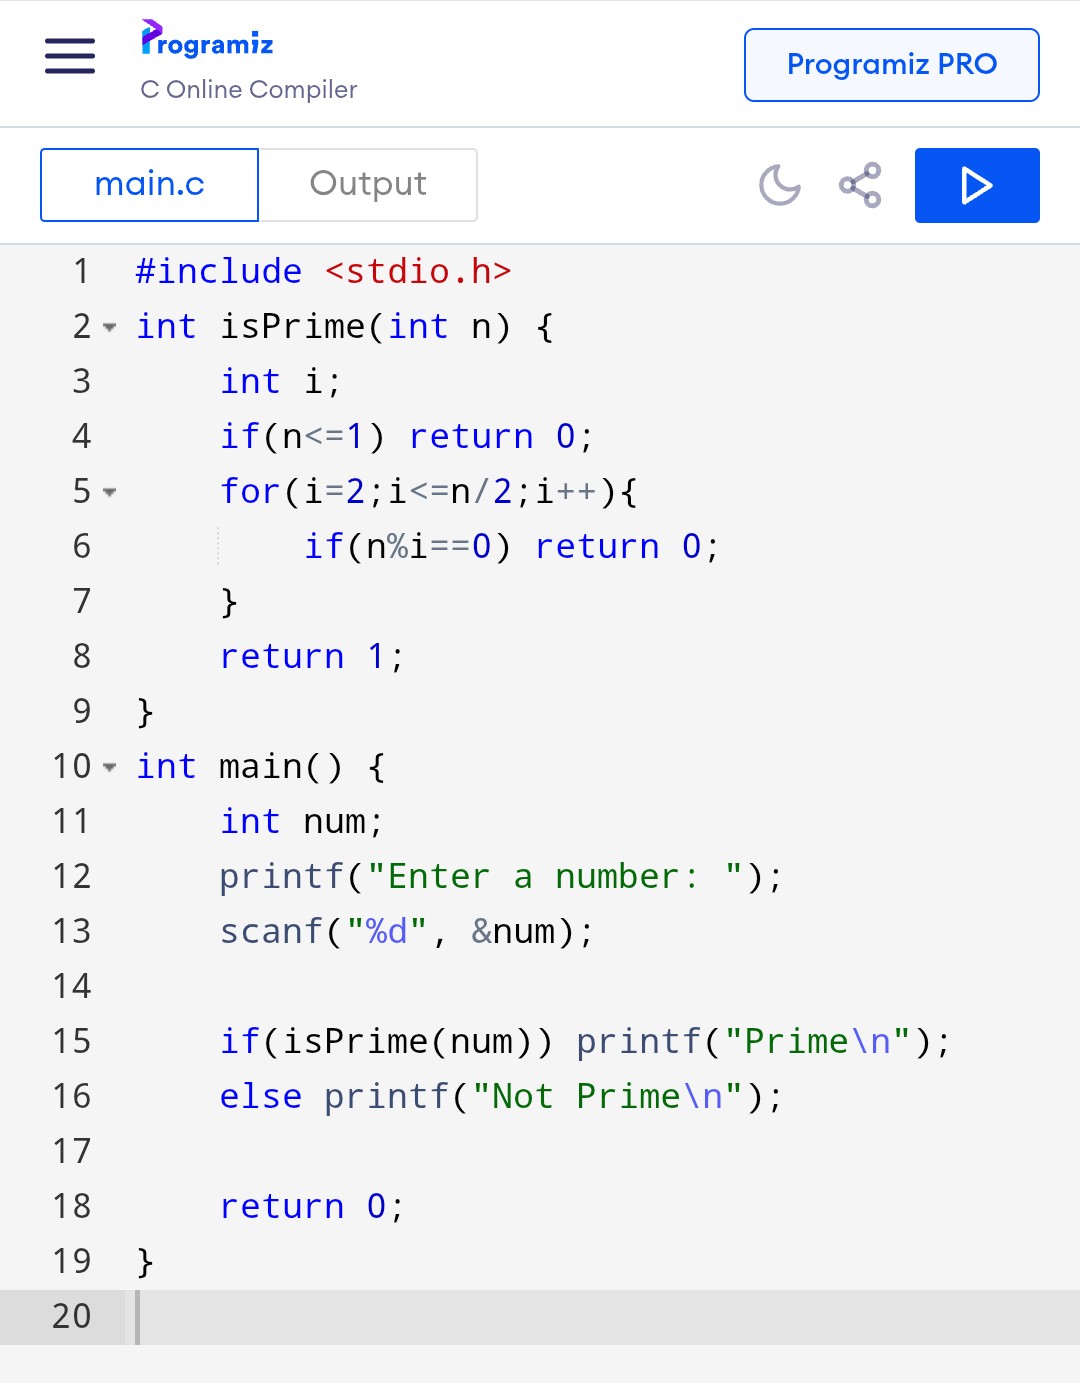 Programiz
C Online Compiler
Programiz PRO
main.c
Output
1 #include <stdio.h>
2 int isPrime(int n) {
3     int i;
4     if(n<=1) return 0;
5     for(i=2;i<=n/2;i++){
6         if(n%i==0) return 0;
7     }
8     return 1;
9 }
10 int main() {
11     int num;
12     printf("Enter a number: ");
13     scanf("%d", &num);
14
15     if(isPrime(num)) printf("Prime\n");
16     else printf("Not Prime\n");
17
18     return 0;
19 }
20